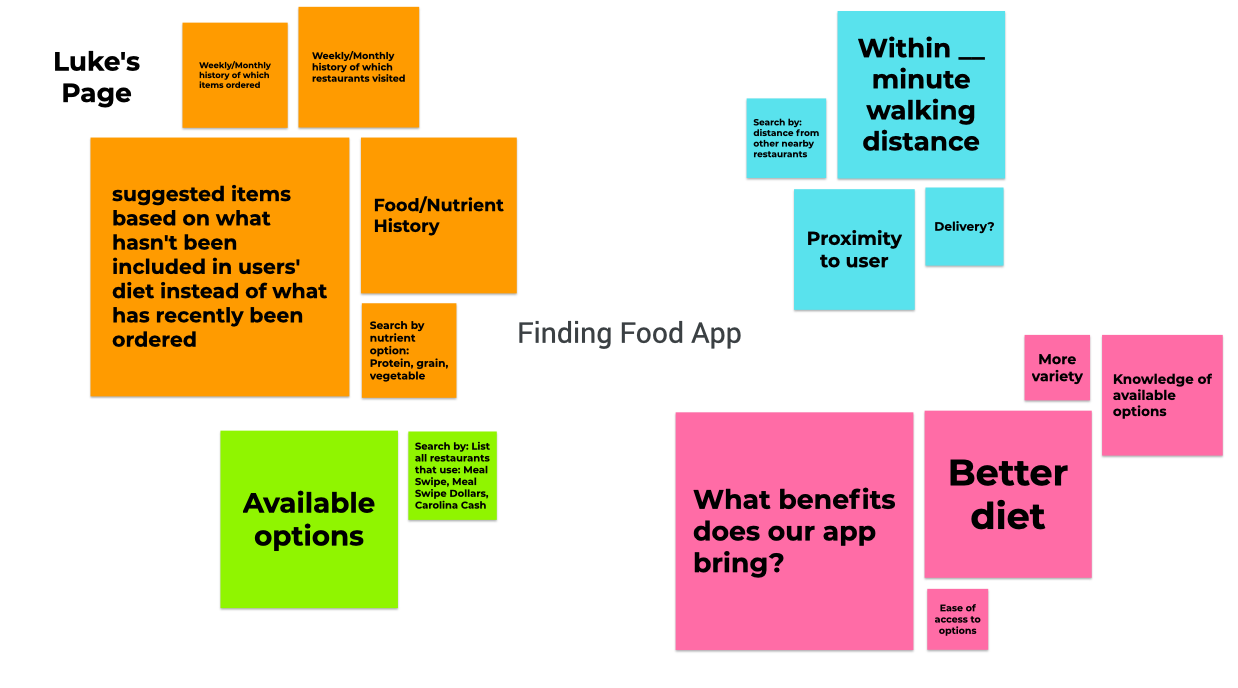 Luke's
Page
Weekly/Monthly
history of which
items ordered
Weekly/Monthly
history of which
restaurants visited
suggested items
based on what
hasn't been
included in users'
diet instead of what
has recently been
ordered
Food/Nutrient
History
Search by
nutrient
option:
Protein, grain,
vegetable
Available
options
Search by: List
all restaurants
that use: Meal
Swipe, Meal
Swipe Dollars,
Carolina Cash
Finding Food App
Search by:
distance from
other nearby
restaurants
Within __
minute
walking
distance
Proximity
to user
Delivery?
More
variety
Knowledge of
available
options
What benefits
does our app
bring?
Better
diet
Ease of
access to
options